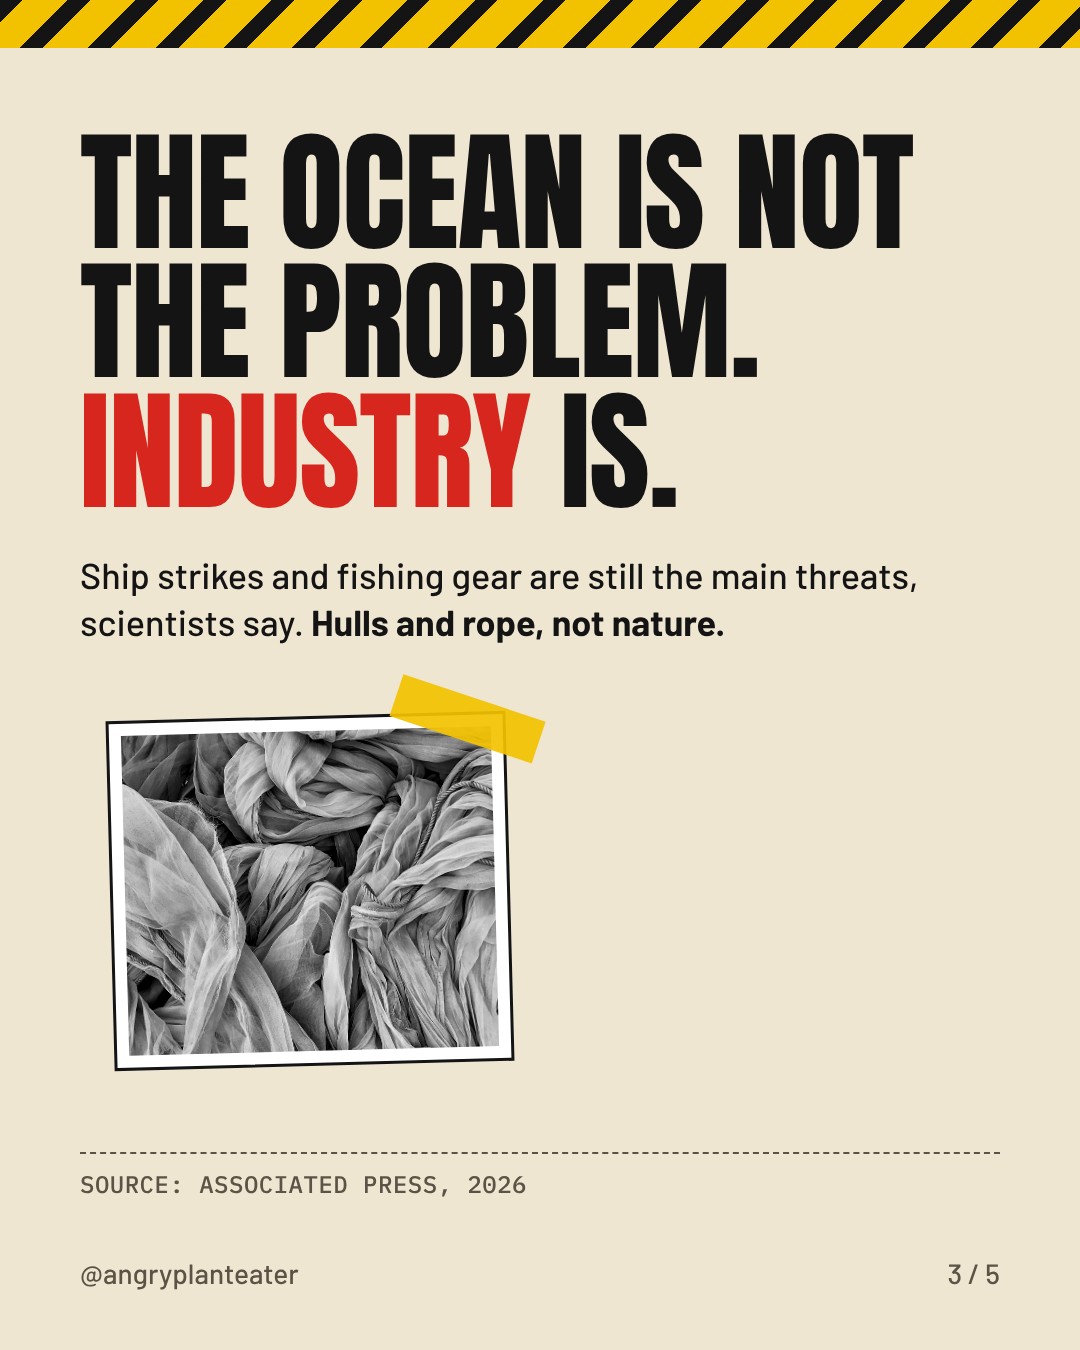 THE OCEAN IS NOT
THE PROBLEM.
INDUSTRY IS.
Ship strikes and fishing gear are still the main threats,
scientists say. Hulls and rope, not nature.
SOURCE: ASSOCIATED PRESS, 2026
@angryplanteater
3 / 5